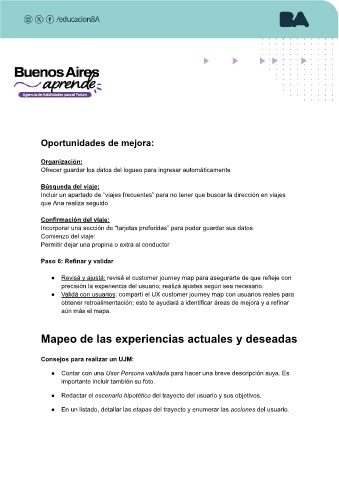 /educacionBA
BA
Buenos Aires
aprende
Agencia de Habilidades para el Futuro
Oportunidades de mejora:
Organización:
Ofrecer guardar los datos del logueo para ingresar automáticamente
Búsqueda del viaje:
Incluir un apartado de “viajes frecuentes” para no tener que buscar la dirección en viajes
que Ana realiza seguido
Confirmación del viaje:
Incorporar una sección de “tarjetas preferidas” para poder guardar sus datos
Comienzo del viaje:
Permitir dejar una propina o extra al conductor
Paso 6: Refinar y validar
● Revisá y ajustá: revisá el customer journey map para asegurarte de que refleje con
precisión la experiencia del usuario; realizá ajustes según sea necesario.
● Validá con usuarios: compartí el UX customer journey map con usuarios reales para
obtener retroalimentación; esto te ayudará a identificar áreas de mejora y a refinar
aún más el mapa.
Mapeo de las experiencias actuales y deseadas
Consejos para realizar un UJM:
● Contar con una User Persona validada para hacer una breve descripción suya. Es
importante incluir también su foto.
● Redactar el escenario hipotético del trayecto del usuario y sus objetivos.
● En un listado, detallar las etapas del trayecto y enumerar las acciones del usuario.